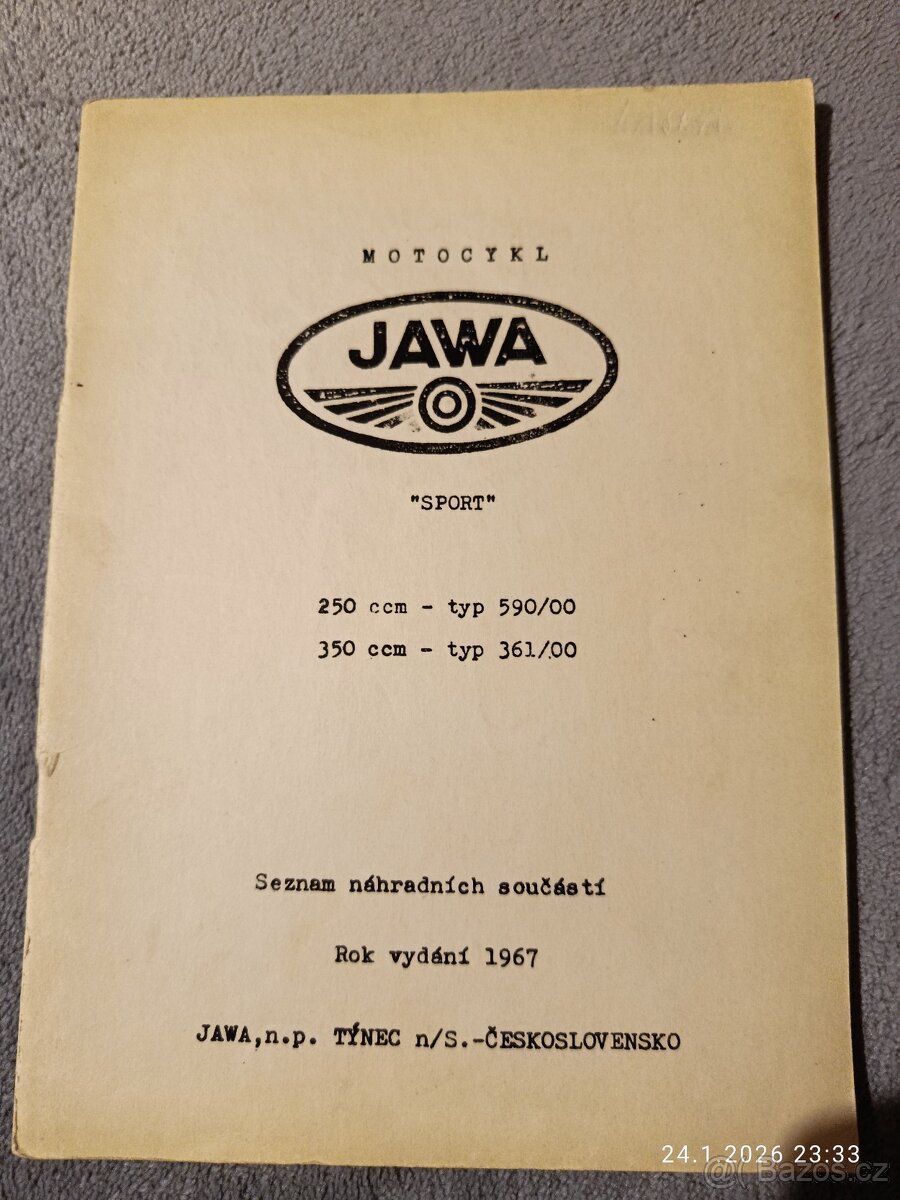 MOTOCYKL
JAWA
"SPORT"
250 ccm - typ 590/00
350 ccm - typ 361/00
Seznam náhradních součástí
Rok vydání 1967
JAWA,n.p. TÝNEC n/S.-ČESKOSLOVENSKO
24.1.2026 23:33
@ Bazos.cz